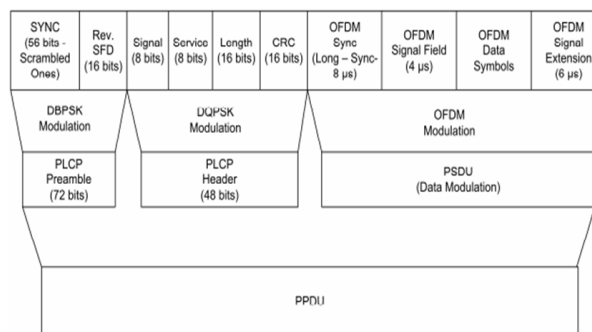 SYNC
(56 bits -
Scrambled
Ones)
Rev.
SFD
(16 bits)
Signal
(8 bits)
Service
(8 bits)
Length
(16 bits)
CRC
(16 bits)
OFDM
Sync
(Long – Sync-
8 µs)
OFDM
Signal Field
(4 µs)
OFDM
Data
Symbols
OFDM
Signal
Extension
(6 µs)
DBPSK
Modulation
DQPSK
Modulation
OFDM
Modulation
PLCP
Preamble
(72 bits)
PLCP
Header
(48 bits)
PSDU
(Data Modulation)
PPDU